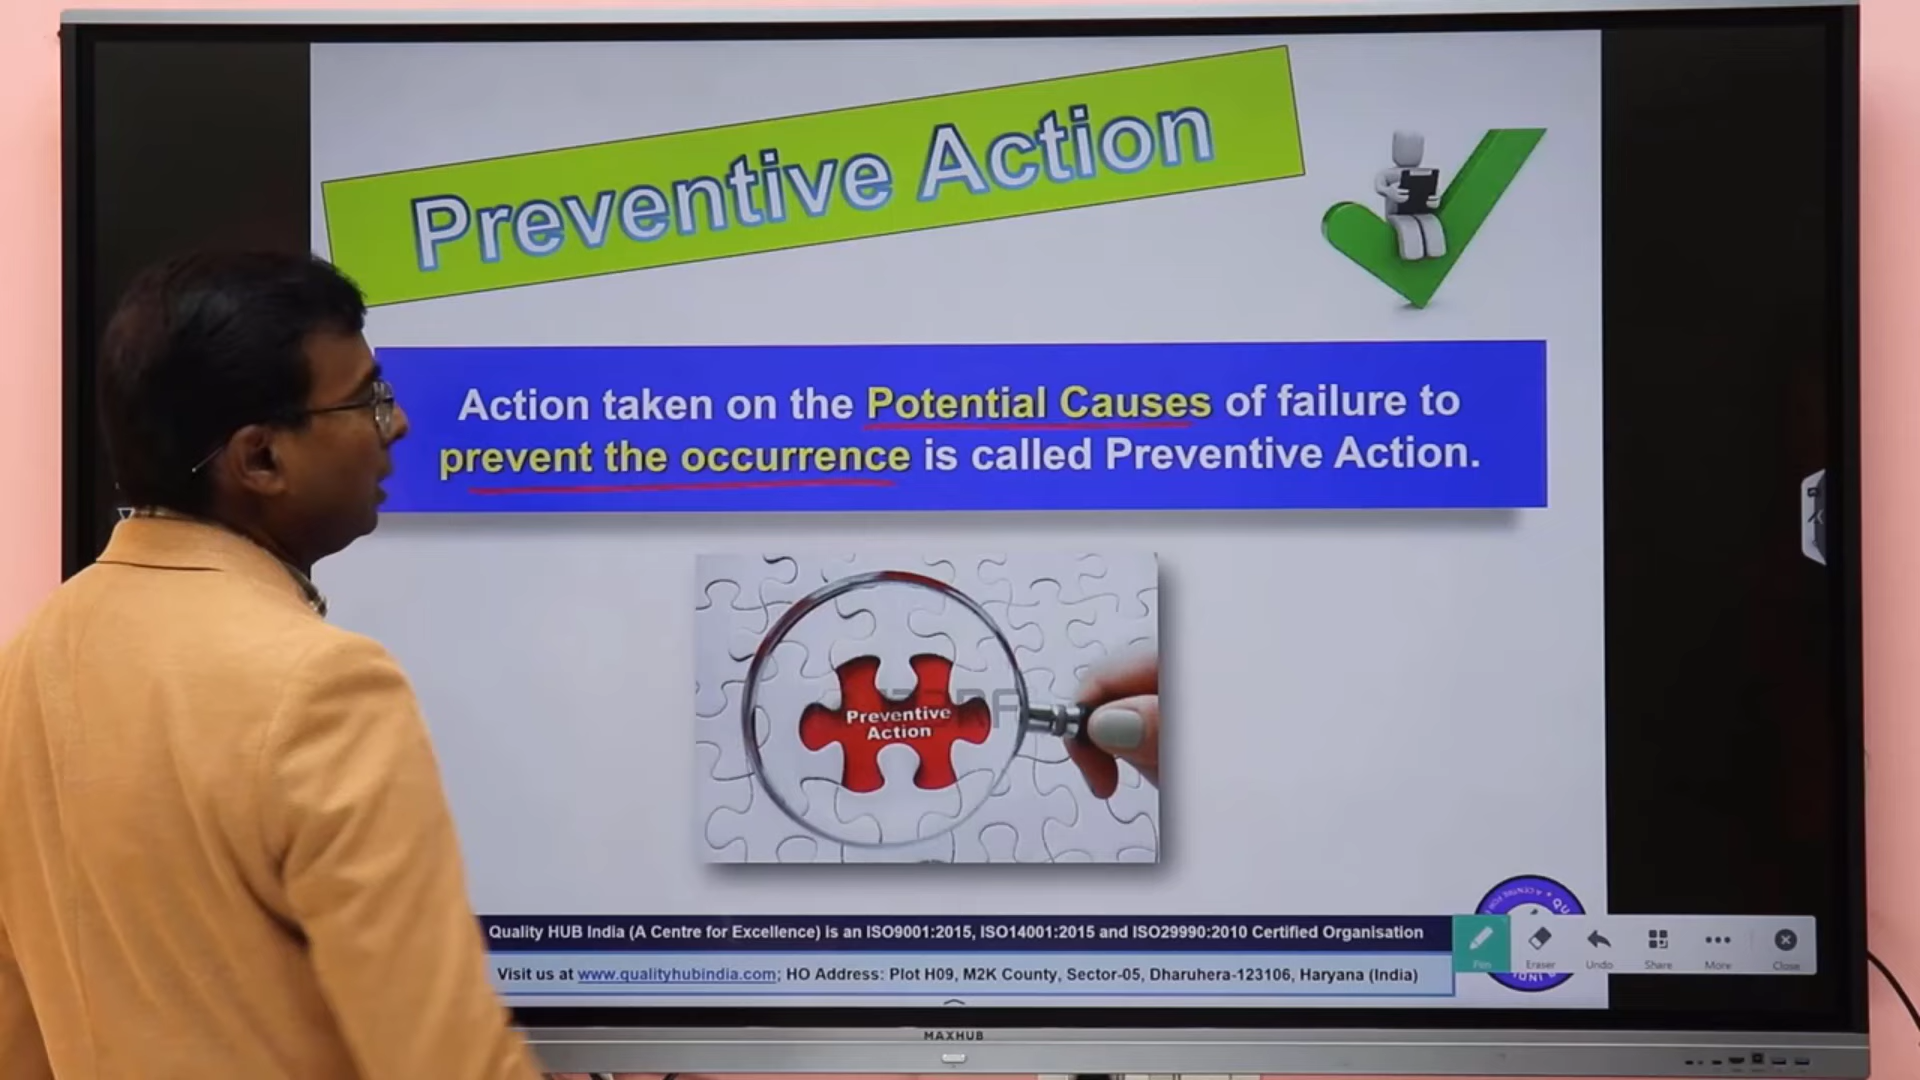 Preventive Action
Action taken on the Potential Causes of failure to
prevent the occurrence is called Preventive Action.
Preventive
Action
Quality HUB India (A Centre for Excellence) is an ISO9001:2015, ISO14001:2015 and ISO29990:2010 Certified Organisation
Visit us at www.qualityhubindia.com; HO Address: Plot H09, M2K County, Sector-05, Dharuhera-123106, Haryana (India)
Pen
Eraser
Undo
Share
More
Close
MAXHUB